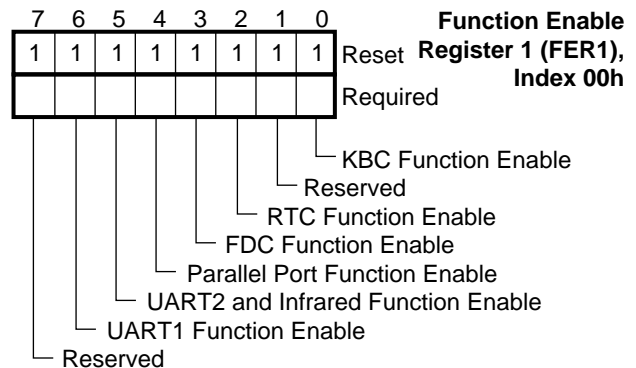 7 6 5 4 3 2 1 0
Function Enable
1 1 1 1 1 1 1 1 Reset
Register 1 (FER1),
Index 00h
Required
KBC Function Enable
Reserved
RTC Function Enable
FDC Function Enable
Parallel Port Function Enable
UART2 and Infrared Function Enable
UART1 Function Enable
Reserved